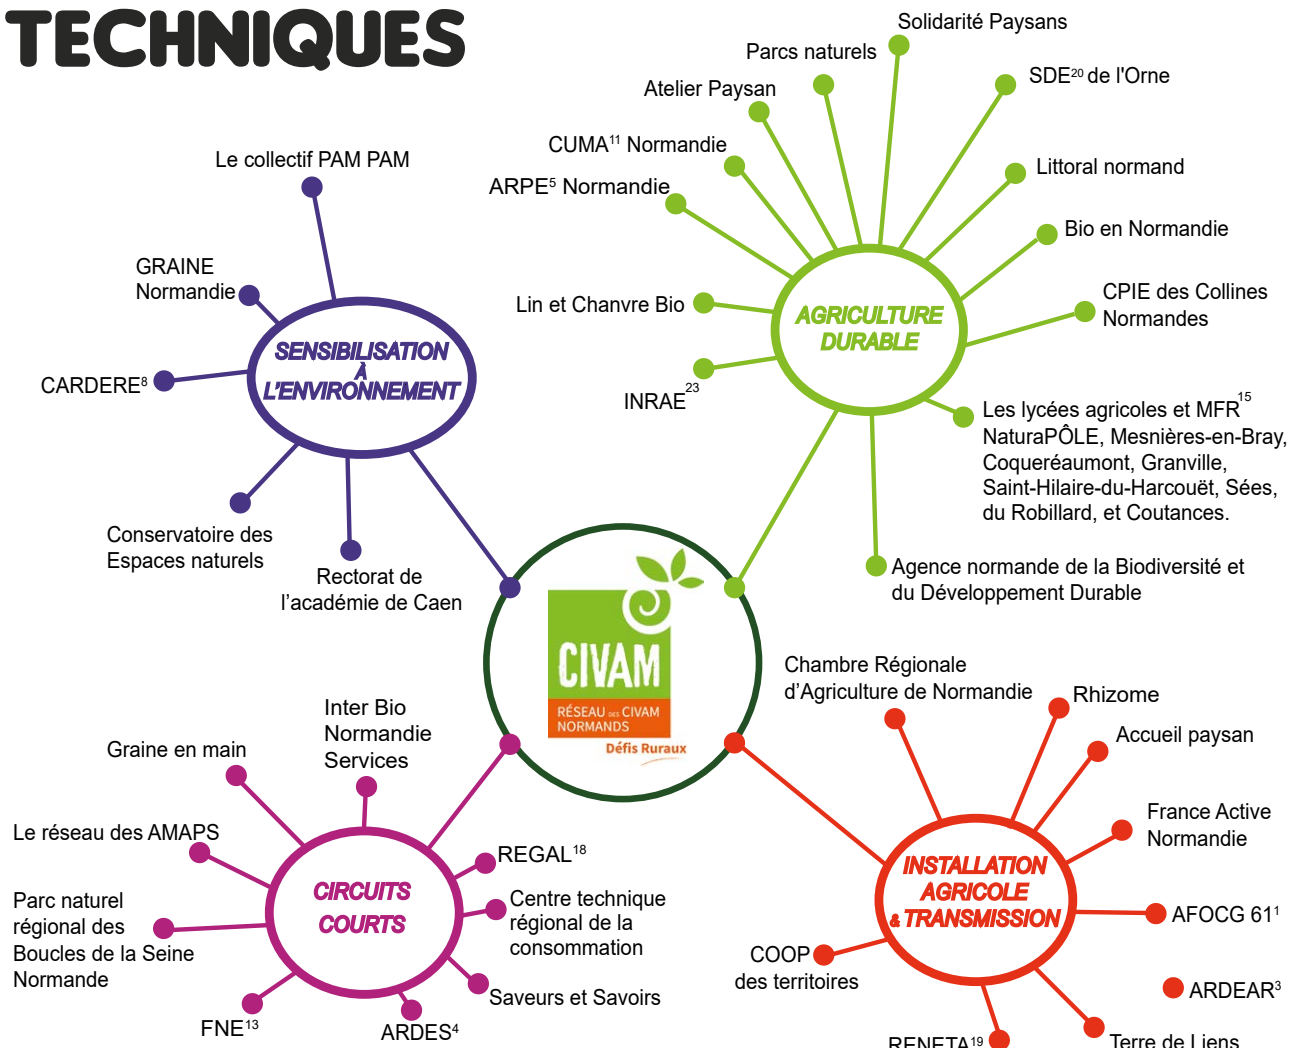 TECHNIQUES
Le collectif PAM PAM
GRAINE
Normandie
CARDERE⁸
SENSIBILISATION
À
L'ENVIRONNEMENT
Conservatoire des
Espaces naturels
Rectorat de
l'académie de Caen
Solidarité Paysans
Parcs naturels
SDE²⁰ de l'Orne
Atelier Paysan
CUMA¹¹ Normandie
Littoral normand
ARPE⁵ Normandie
Bio en Normandie
Lin et Chanvre Bio
AGRICULTURE
DURABLE
CPIE des Collines
Normandes
INRAE²³
Les lycées agricoles et MFR¹⁵
NaturaPÔLE, Mesnières-en-Bray,
Coqueréaumont, Granville,
Saint-Hilaire-du-Harcouët, Sées,
du Robillard, et Coutances.
Agence normande de la Biodiversité et
du Développement Durable
CIVAM
RÉSEAU DES CIVAM
NORMANDS
Défis Ruraux
Inter Bio
Normandie
Services
Graine en main
Le réseau des AMAPS
REGAL¹⁸
Parc naturel
régional des
Boucles de la Seine
Normande
CIRCUITS
COURTS
Centre technique
régional de la
consommation
Saveurs et Savoirs
FNE¹³
ARDES⁴
Chambre Régionale
d'Agriculture de Normandie
Rhizome
Accueil paysan
France Active
Normandie
INSTALLATION
AGRICOLE
& TRANSMISSION
AFOCG 61¹
COOP
des territoires
ARDEAR³
RENETA¹⁹
Terre de Liens